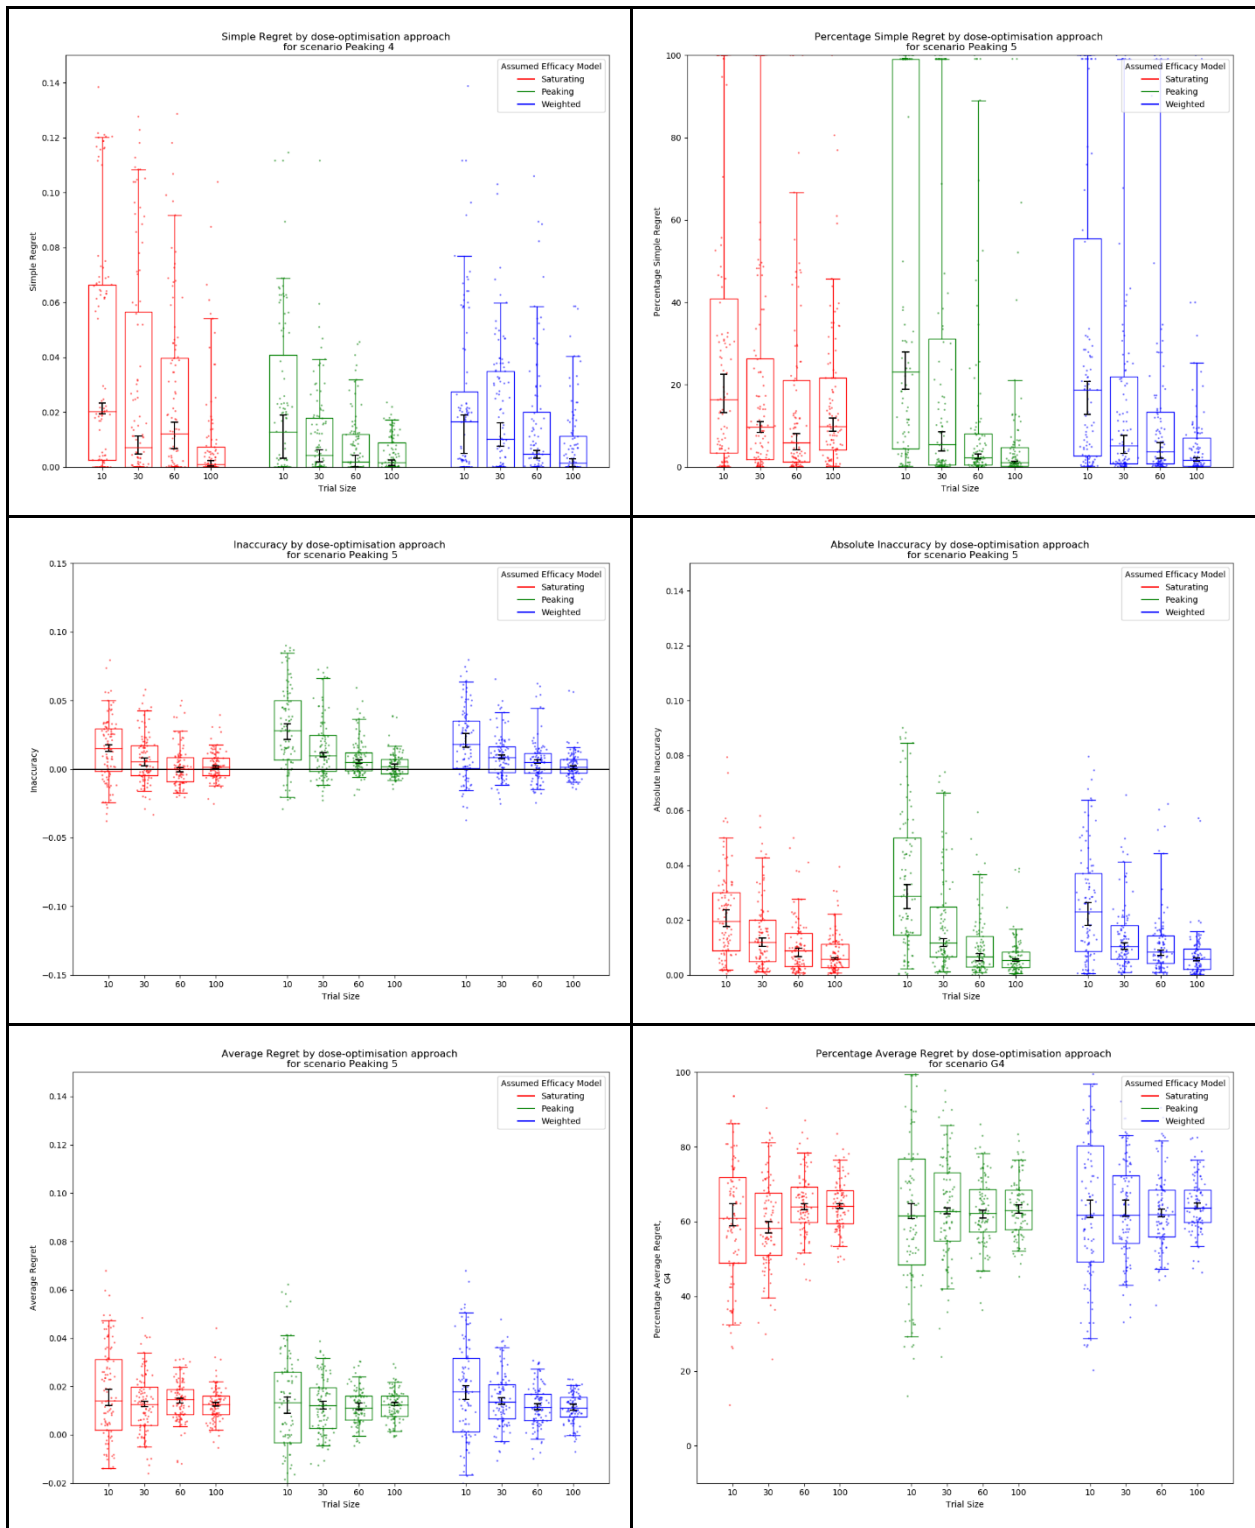 Simple Regret by dose-optimisation approach
for scenario Peaking 4
Assumed Efficacy Model
Saturating
Peaking
Weighted
0.14
0.12
0.10
0.08
0.06
0.04
0.02
0.00
Simple Regret
10 30 60 100 10 30 60 100 10 30 60 100
Trial Size
Percentage Simple Regret by dose-optimisation approach
for scenario Peaking 5
Assumed Efficacy Model
Saturating
Peaking
Weighted
100
80
60
40
20
0
Percentage Simple Regret
10 30 60 100 10 30 60 100 10 30 60 100
Trial Size
Inaccuracy by dose-optimisation approach
for scenario Peaking 5
Assumed Efficacy Model
Saturating
Peaking
Weighted
0.15
0.10
0.05
0.00
−0.05
−0.10
−0.15
Inaccuracy
10 30 60 100 10 30 60 100 10 30 60 100
Trial Size
Absolute Inaccuracy by dose-optimisation approach
for scenario Peaking 5
Assumed Efficacy Model
Saturating
Peaking
Weighted
0.14
0.12
0.10
0.08
0.06
0.04
0.02
0.00
Absolute Inaccuracy
10 30 60 100 10 30 60 100 10 30 60 100
Trial Size
Average Regret by dose-optimisation approach
for scenario Peaking 5
Assumed Efficacy Model
Saturating
Peaking
Weighted
0.14
0.12
0.10
0.08
0.06
0.04
0.02
0.00
−0.02
Average Regret
10 30 60 100 10 30 60 100 10 30 60 100
Trial Size
Percentage Average Regret by dose-optimisation approach
for scenario G4
Assumed Efficacy Model
Saturating
Peaking
Weighted
100
80
60
40
20
0
Percentage Average Regret,
G4
10 30 60 100 10 30 60 100 10 30 60 100
Trial Size